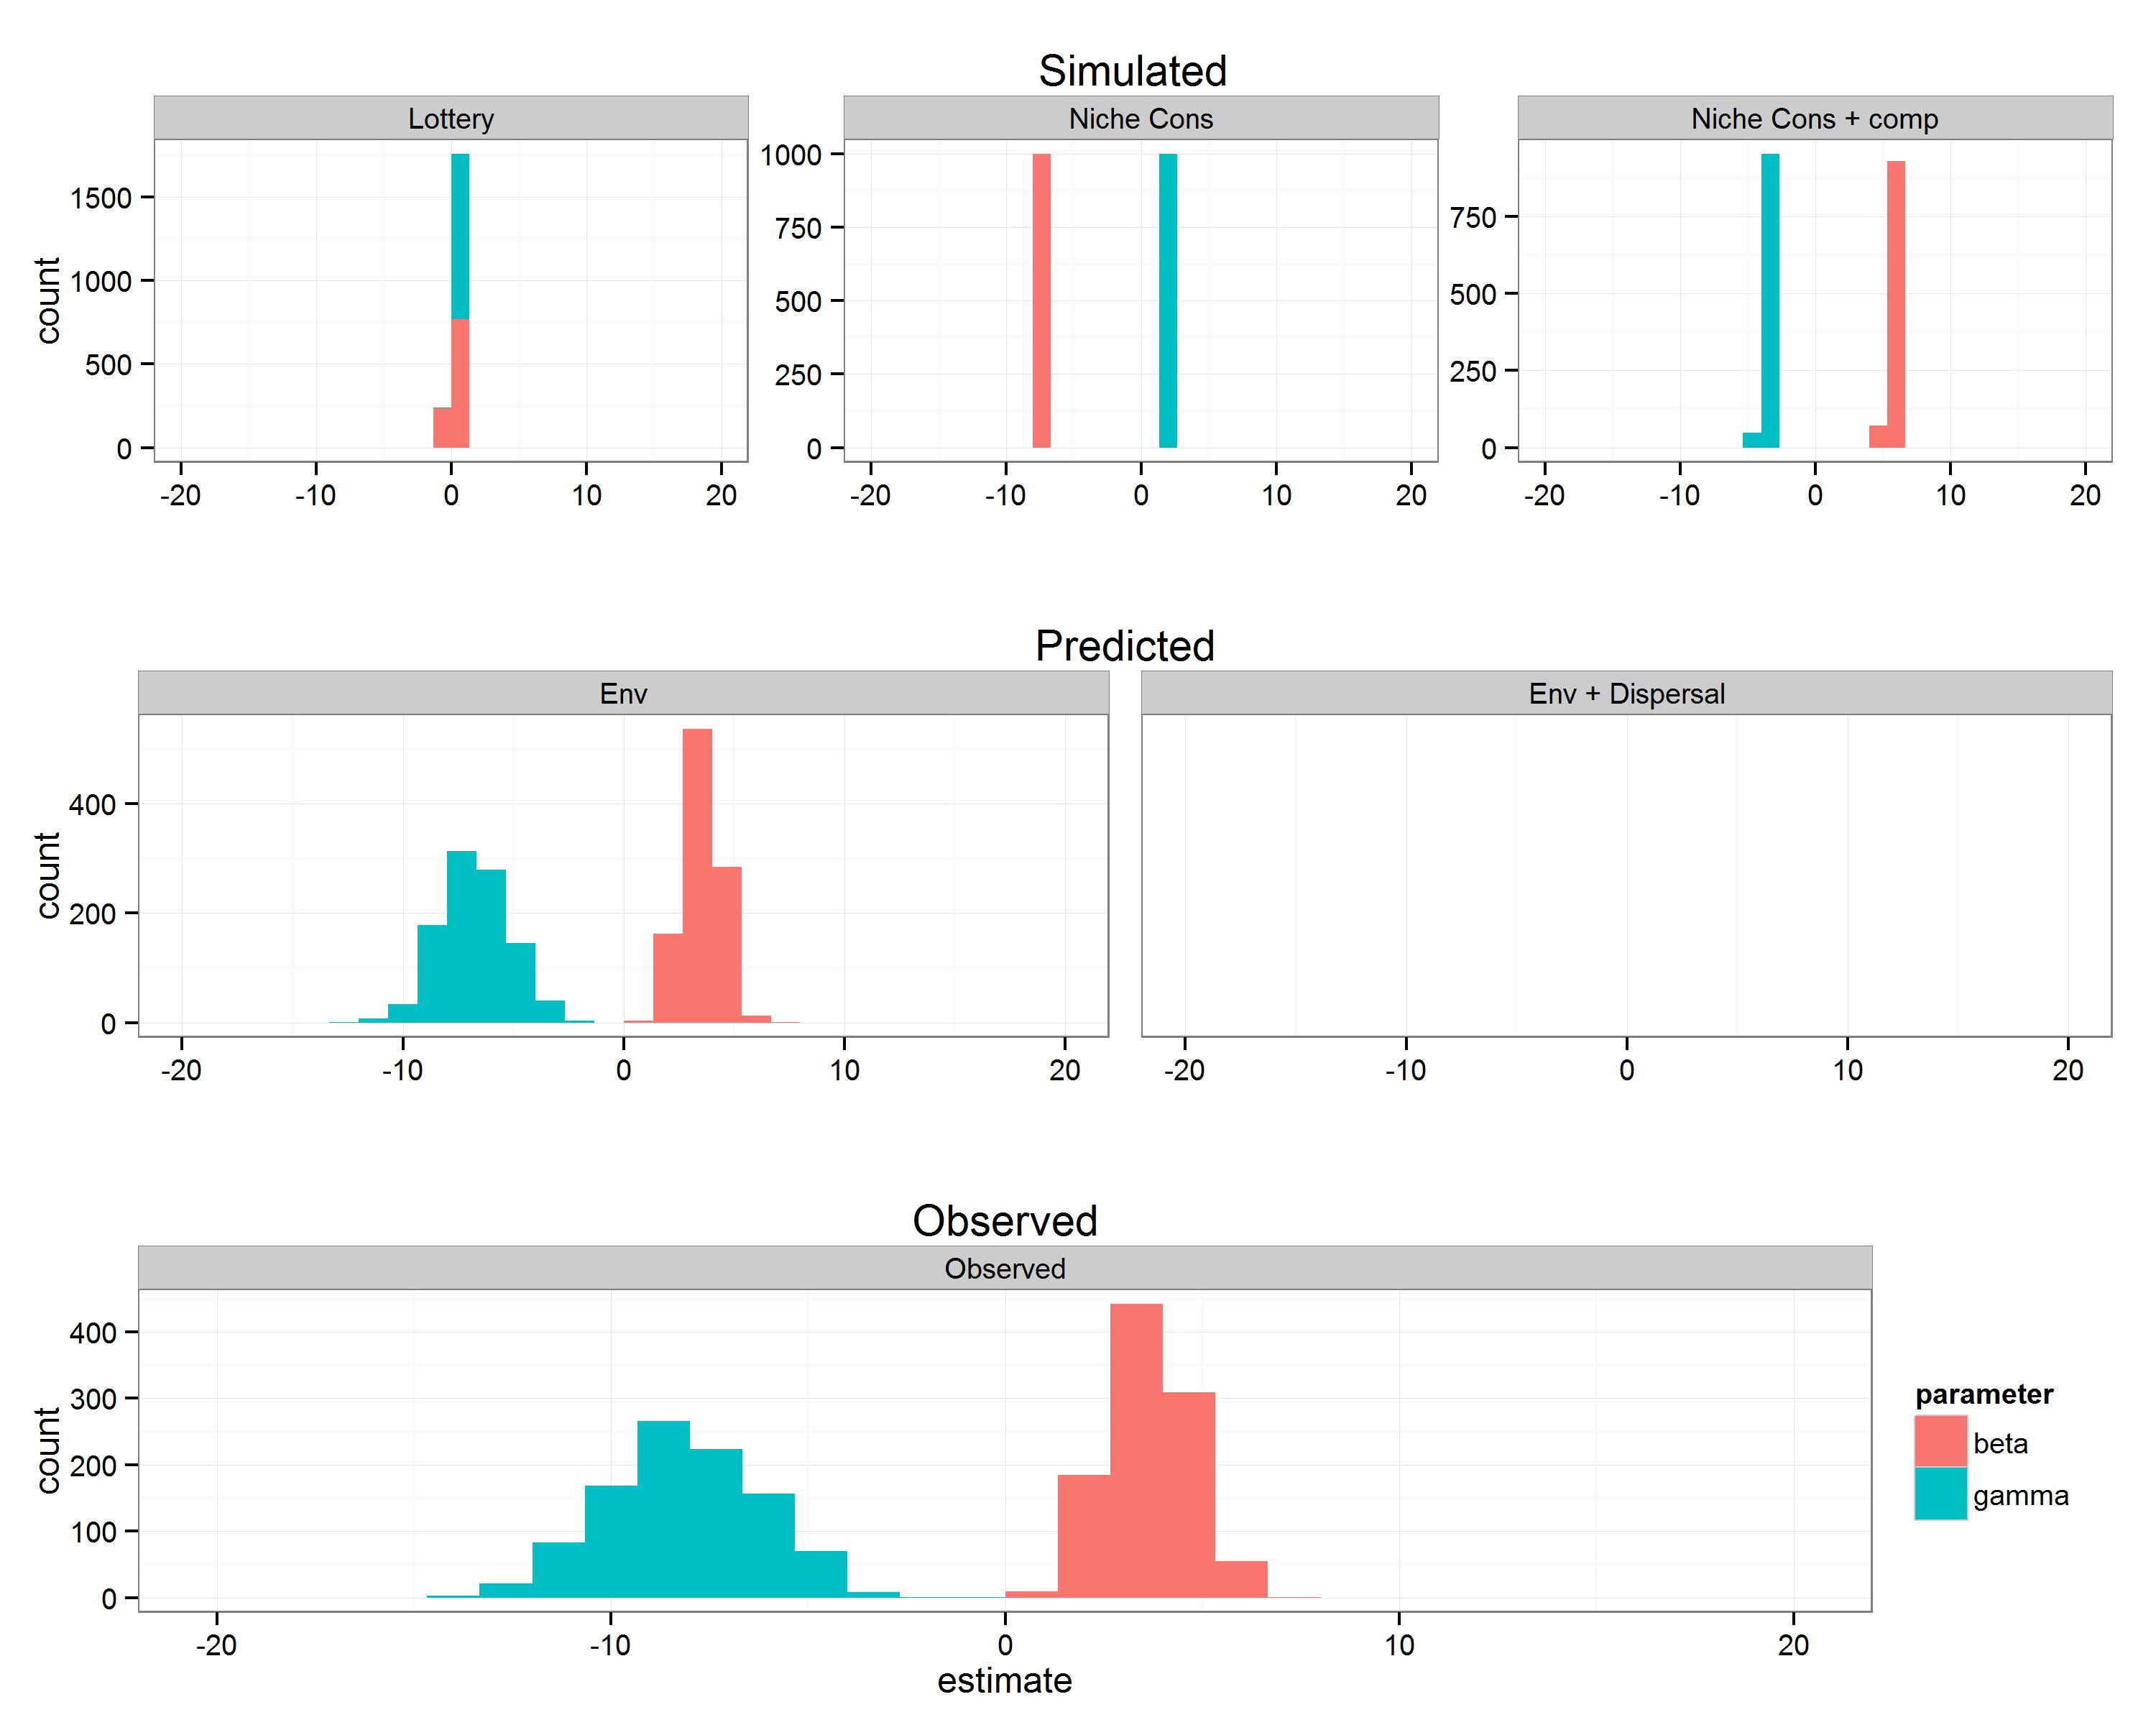 Simulated
Lottery
Niche Cons
Niche Cons + comp
count
1500
1000
500
0
1000
750
500
250
0
750
500
250
0
-20 -10 0 10 20
-20 -10 0 10 20
-20 -10 0 10 20
Predicted
Env
Env + Dispersal
count
400
200
0
-20 -10 0 10 20
-20 -10 0 10 20
Observed
Observed
count
400
300
200
100
0
-20 -10 0 10 20
estimate
parameter
beta
gamma